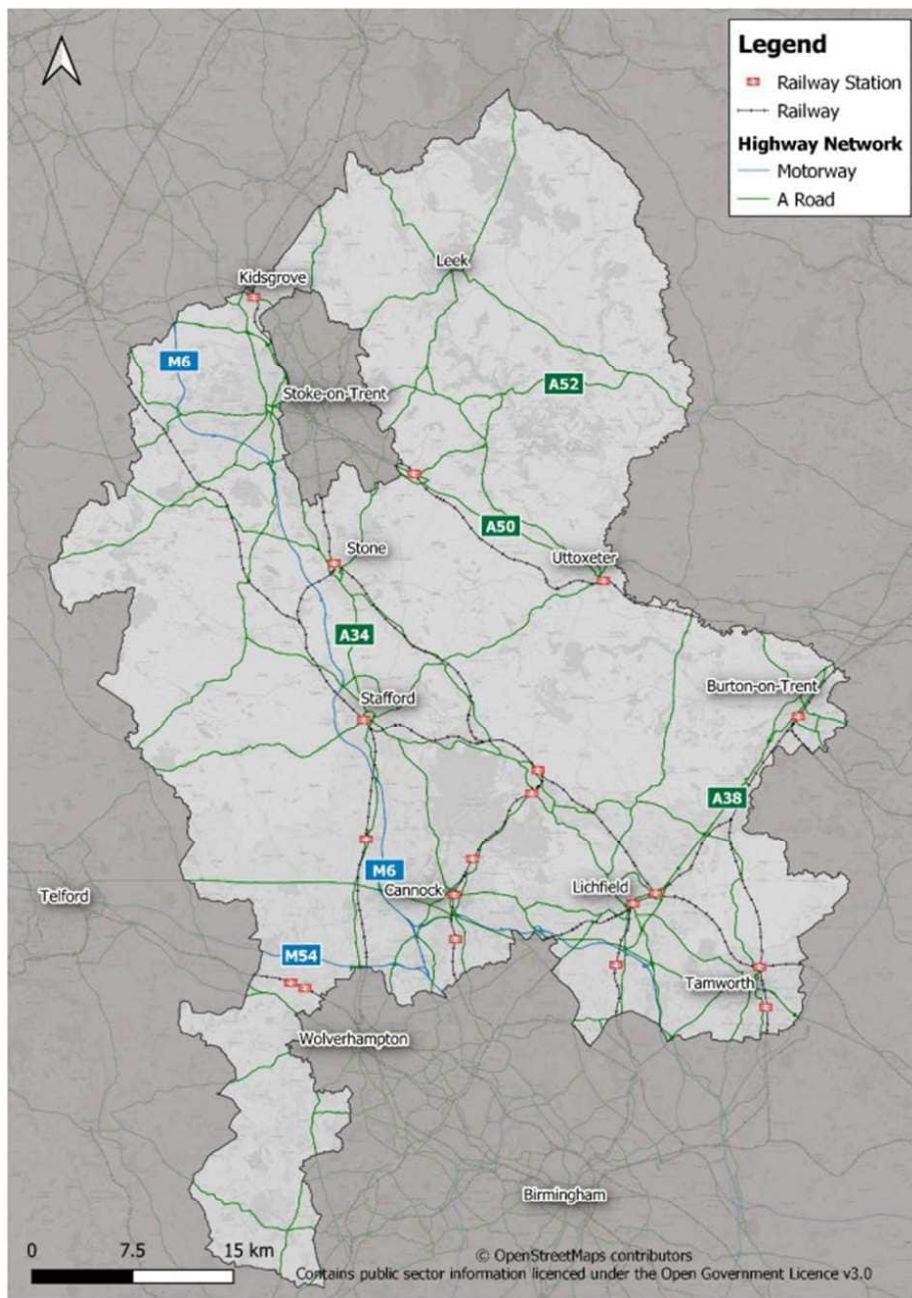 Legend
Railway Station
Railway
Highway Network
Motorway
A Road
Leek
Kidsgrove
M6
A52
Stoke-on-Trent
A50
Stone
Uttoxeter
A34
Burton-on-Trent
Stafford
A38
M6
Cannock
Lichfield
Telford
M54
Tamworth
Wolverhampton
Birmingham
0 7.5 15 km
© OpenStreetMaps contributors
Contains public sector information licenced under the Open Government Licence v3.0